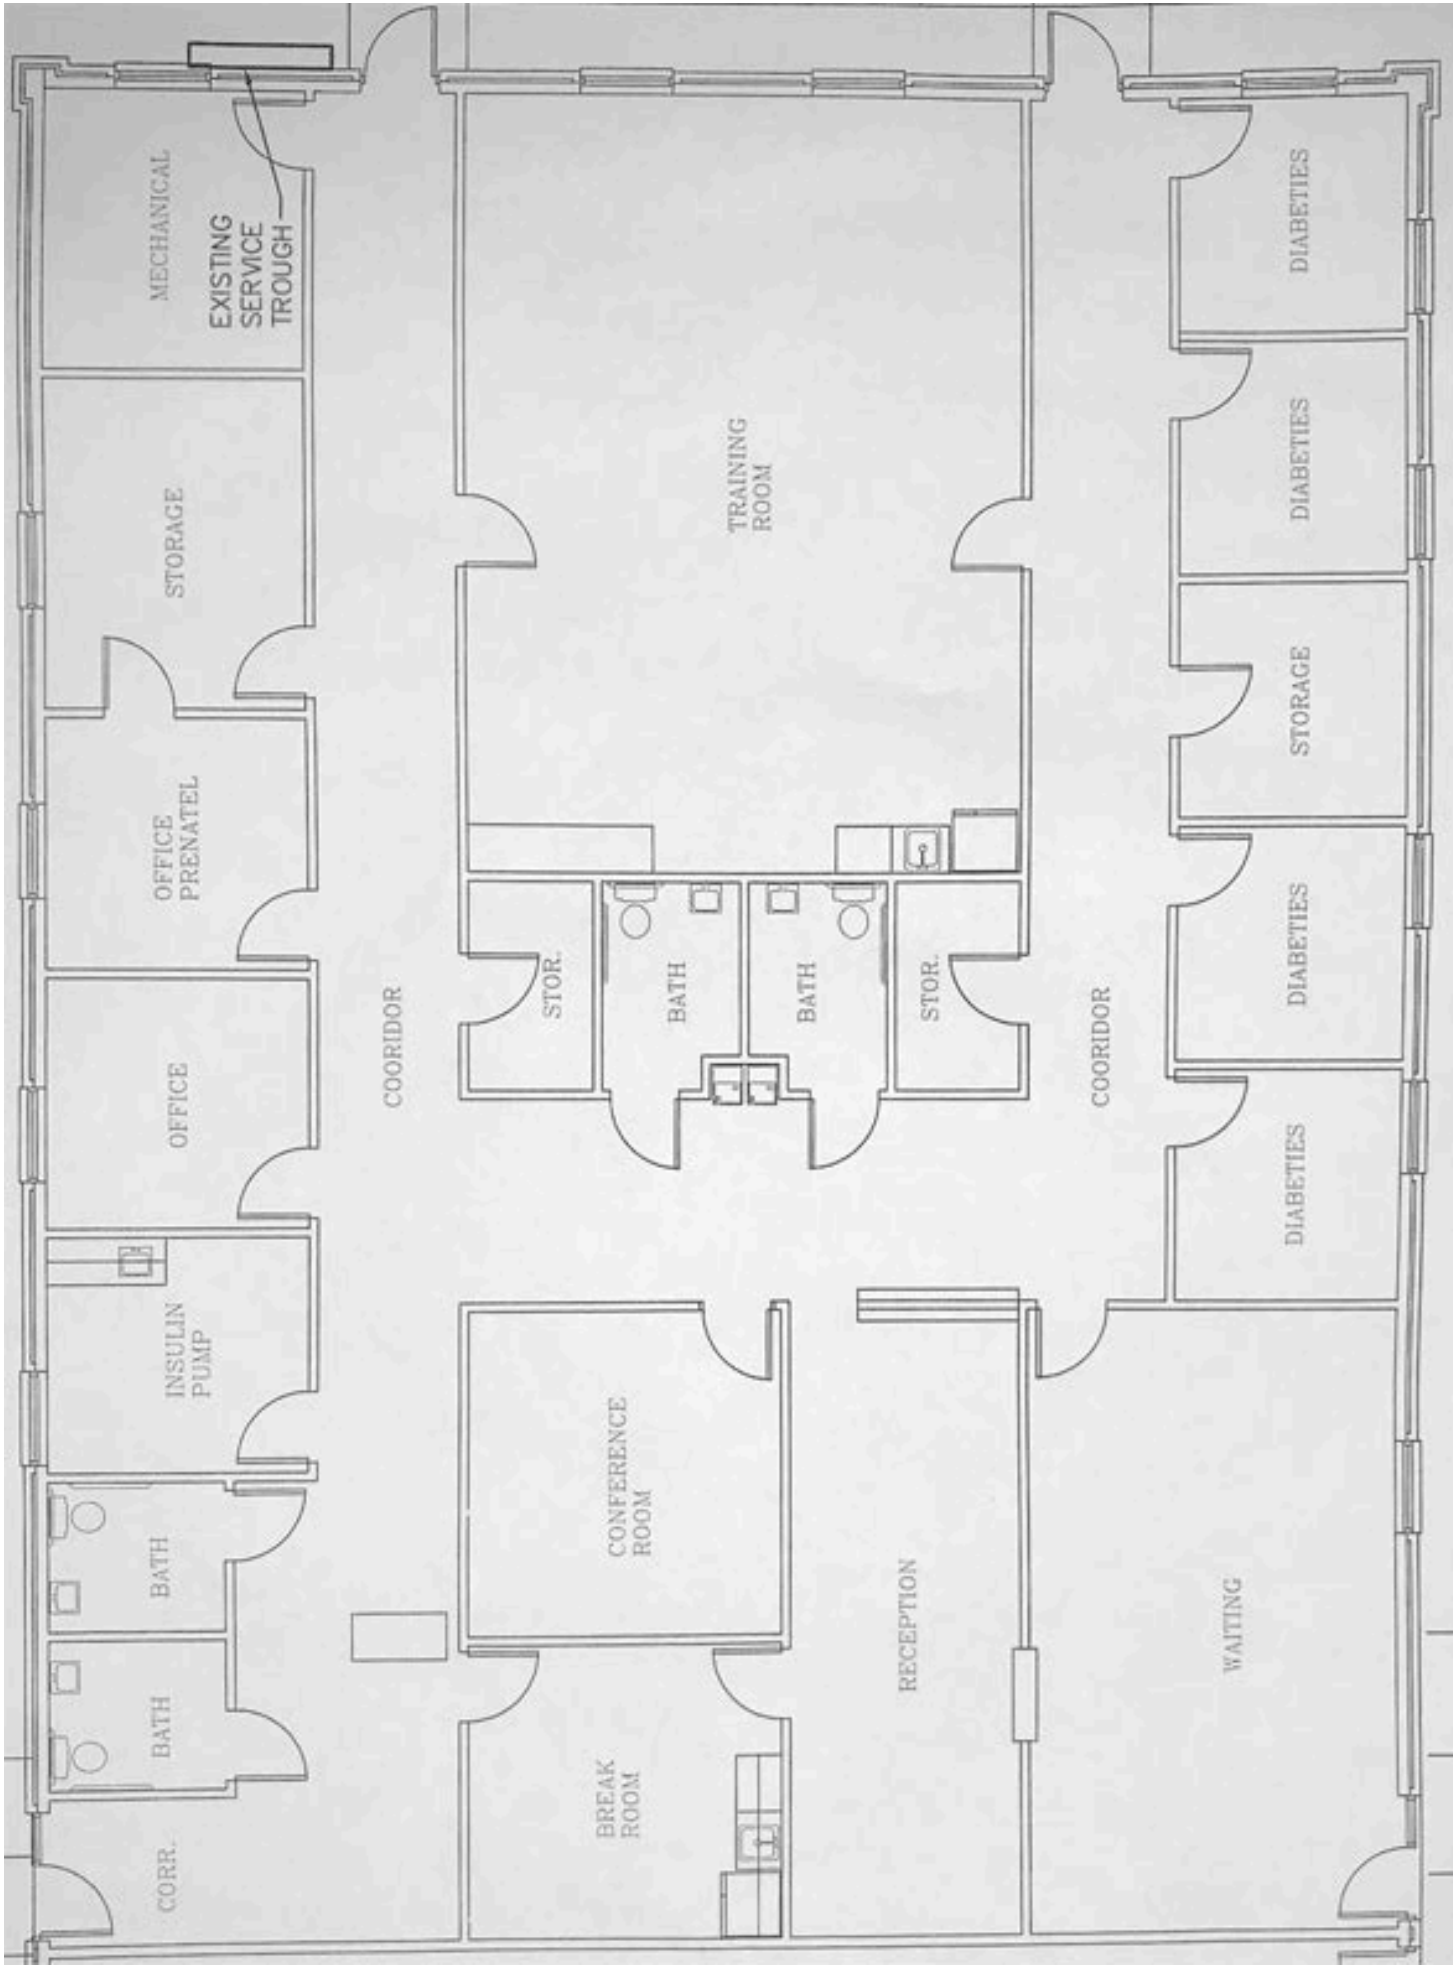 MECHANICAL
EXISTING
SERVICE
TROUGH
STORAGE
OFFICE
PRENATEL
OFFICE
INSULIN
PUMP
BATH
BATH
CORR.
COORIDOR
TRAINING
ROOM
STOR.
BATH
BATH
STOR.
CONFERENCE
ROOM
BREAK
ROOM
RECEPTION
COORIDOR
DIABETIES
DIABETIES
STORAGE
DIABETIES
DIABETIES
WAITING